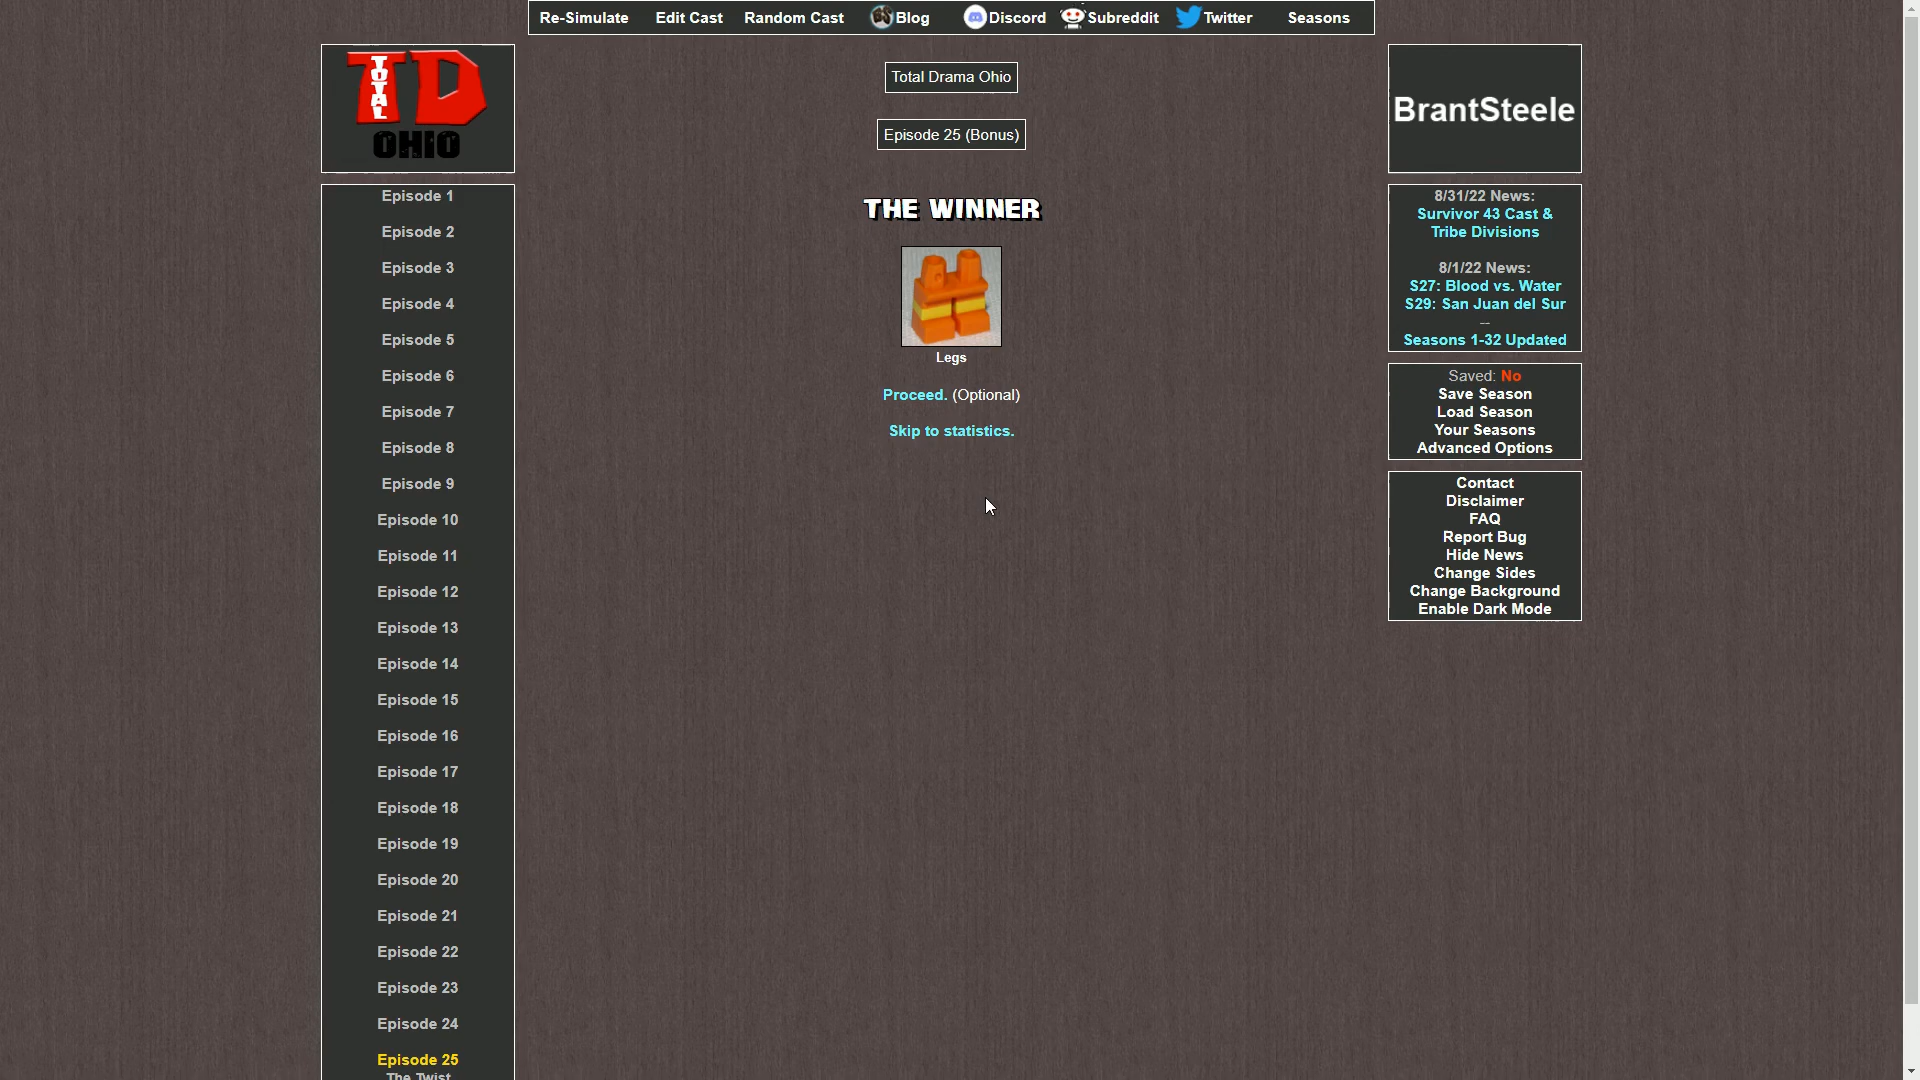 Re-Simulate Edit Cast Random Cast Blog Discord Subreddit Twitter Seasons
TOTAL
TD
OHIO
Episode 1
Episode 2
Episode 3
Episode 4
Episode 5
Episode 6
Episode 7
Episode 8
Episode 9
Episode 10
Episode 11
Episode 12
Episode 13
Episode 14
Episode 15
Episode 16
Episode 17
Episode 18
Episode 19
Episode 20
Episode 21
Episode 22
Episode 23
Episode 24
Episode 25
The Twist
Total Drama Ohio
Episode 25 (Bonus)
THE WINNER
Legs
Proceed. (Optional)
Skip to statistics.
BrantSteele
8/31/22 News:
Survivor 43 Cast &
Tribe Divisions
8/1/22 News:
S27: Blood vs. Water
S29: San Juan del Sur
--
Seasons 1-32 Updated
Saved: No
Save Season
Load Season
Your Seasons
Advanced Options
Contact
Disclaimer
FAQ
Report Bug
Hide News
Change Sides
Change Background
Enable Dark Mode